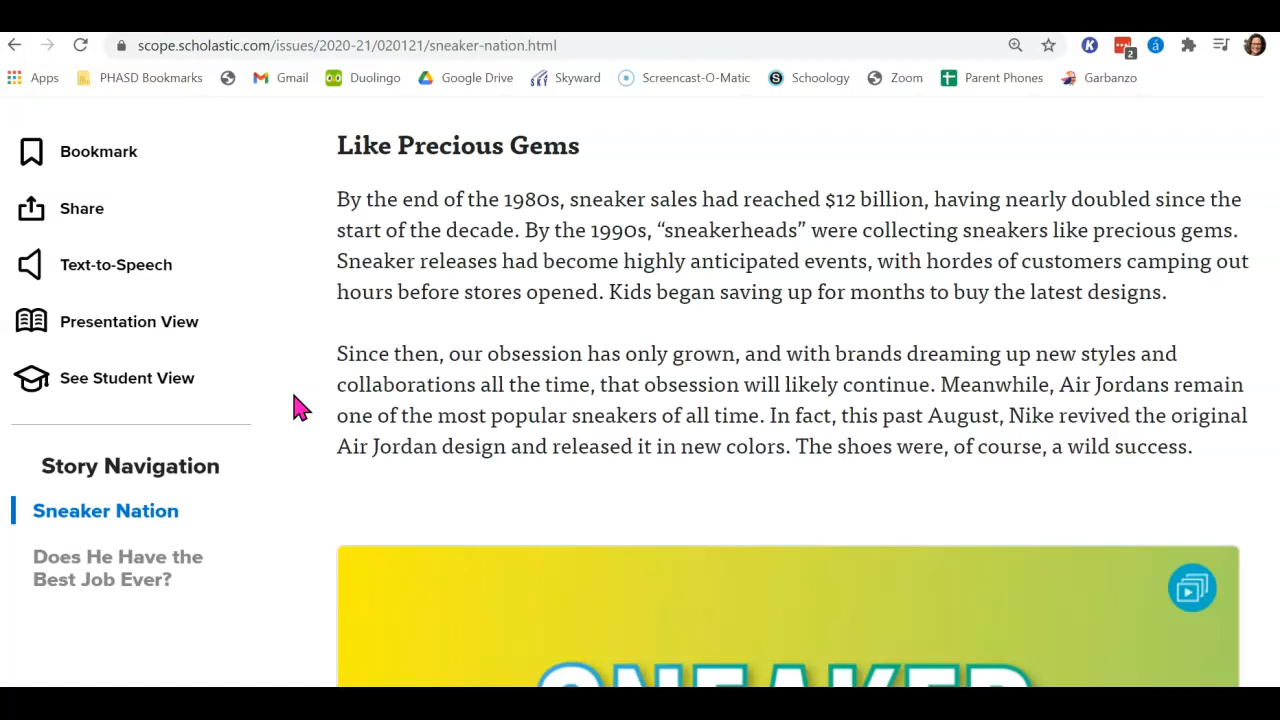 scope.scholastic.com/issues/2020-21/020121/sneaker-nation.html
2
Apps PHASD Bookmarks Gmail Duolingo Google Drive Skyward Screencast-O-Matic Schoology Zoom Parent Phones Garbanzo
Bookmark
Share
Text-to-Speech
Presentation View
See Student View
Story Navigation
Sneaker Nation
Does He Have the
Best Job Ever?
Like Precious Gems
By the end of the 1980s, sneaker sales had reached $12 billion, having nearly doubled since the
start of the decade. By the 1990s, “sneakerheads” were collecting sneakers like precious gems.
Sneaker releases had become highly anticipated events, with hordes of customers camping out
hours before stores opened. Kids began saving up for months to buy the latest designs.
Since then, our obsession has only grown, and with brands dreaming up new styles and
collaborations all the time, that obsession will likely continue. Meanwhile, Air Jordans remain
one of the most popular sneakers of all time. In fact, this past August, Nike revived the original
Air Jordan design and released it in new colors. The shoes were, of course, a wild success.
SNEAKER